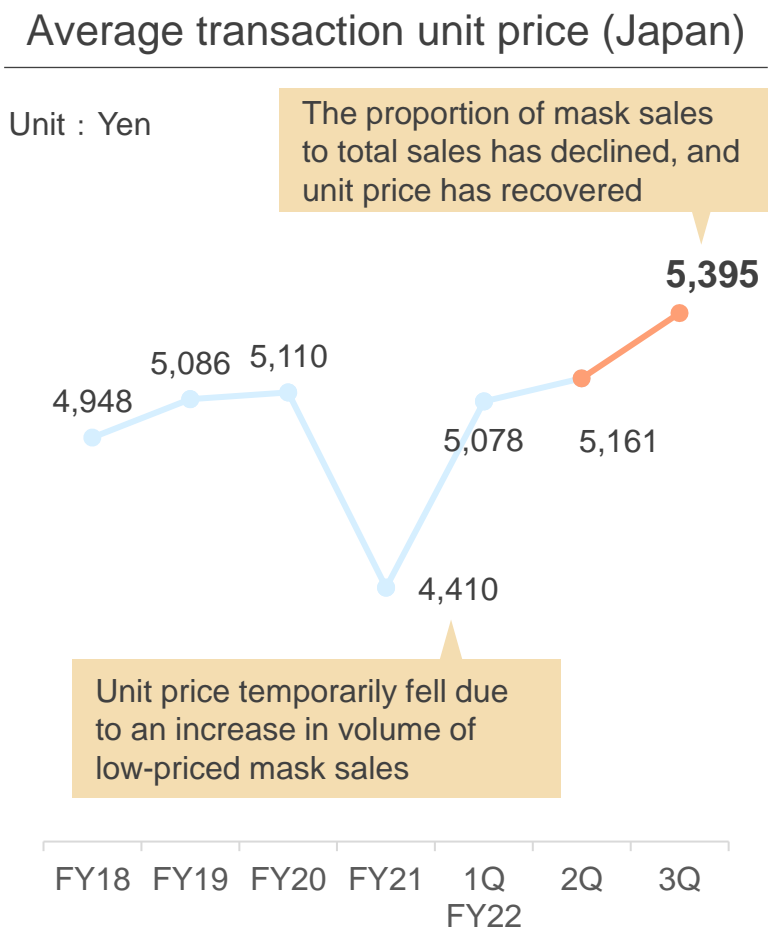 Average transaction unit price (Japan)
Unit : Yen
The proportion of mask sales
to total sales has declined, and
unit price has recovered
5,395
4,948
5,086
5,110
5,078
5,161
4,410
Unit price temporarily fell due
to an increase in volume of
low-priced mask sales
FY18 FY19 FY20 FY21 1Q 2Q 3Q
FY22